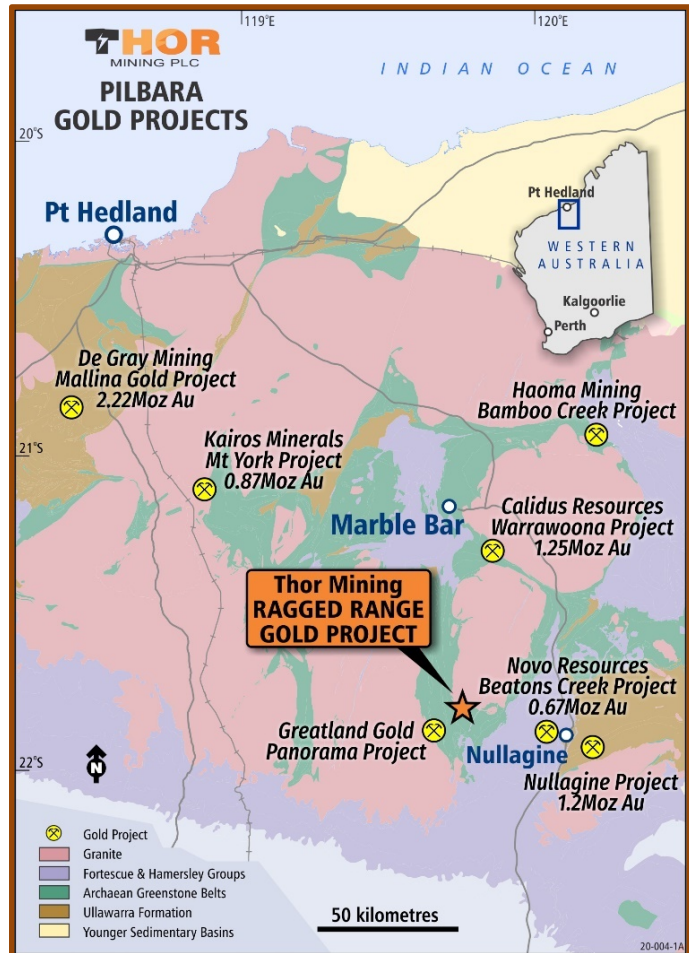 119°E
120°E
THOR
MINING PLC
PILBARA
GOLD PROJECTS
INDIAN OCEAN
20°S
Pt Hedland
Pt Hedland
WESTERN
AUSTRALIA
Kalgoorlie
Perth
De Gray Mining
Mallina Gold Project
2.22Moz Au
Haoma Mining
Bamboo Creek Project
21°S
Kairos Minerals
Mt York Project
0.87Moz Au
Marble Bar
Calidus Resources
Warrawoona Project
1.25Moz Au
Thor Mining
RAGGED RANGE
GOLD PROJECT
Novo Resources
Beatons Creek Project
0.67Moz Au
Greatland Gold
Panorama Project
Nullagine
22°S
N
Nullagine Project
1.2Moz Au
Gold Project
Granite
Fortescue & Hamersley Groups
Archaean Greenstone Belts
Ullawarra Formation
Younger Sedimentary Basins
50 kilometres
20-004-1A